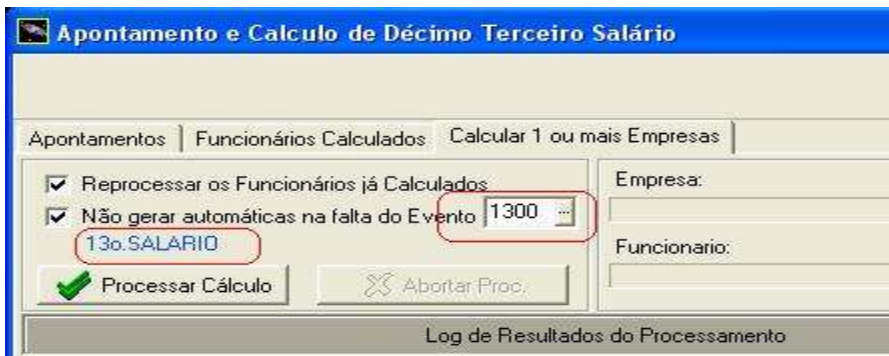 Apontamento e Calculo de Décimo Terceiro Salário
Apontamentos Funcionários Calculados Calcular 1 ou mais Empresas
Reprocessar os Funcionários já Calculados
Não gerar automáticas na falta do Evento 1300 ...
13o.SALARIO
Processar Cálculo Abortar Proc.
Empresa:
Funcionario:
Log de Resultados do Processamento